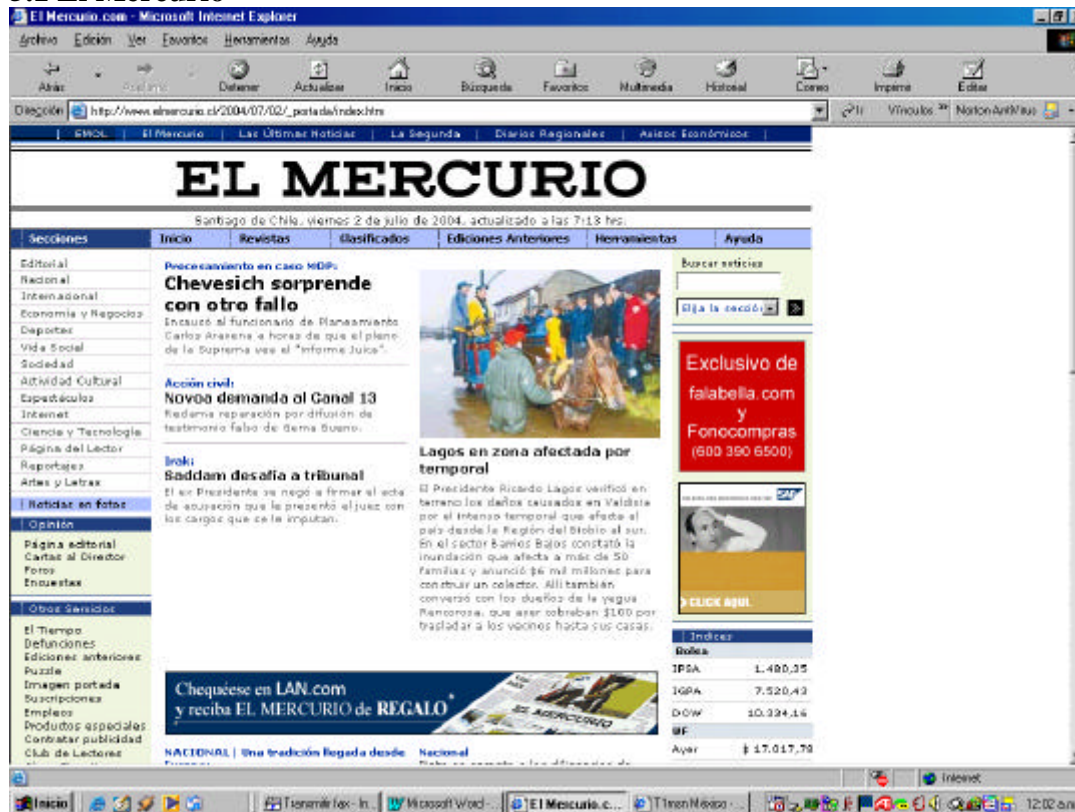 El Mercurio.com - Microsoft Internet Explorer
Archivo Edición Ver Favoritos Herramientas Ayuda
Atrás Detener Actualizar Inicio Búsqueda Favoritos Multimedia Historial Correo Imprimir Editar
Dirección http://www.elmercurio.cl/2004/07/02/_portada/index.htm Ir Vínculos Norton AntiVirus
EMOL | El Mercurio | Las Últimas Noticias | La Segunda | Diarios Regionales | Avisos Económicos |
EL MERCURIO
Santiago de Chile, viernes 2 de julio de 2004, actualizado a las 7:13 hrs.
Secciones Inicio Revistas Clasificados Ediciones Anteriores Herramientas Ayuda
Editorial
Nacional
Internacional
Economía y Negocios
Deportes
Vida Social
Sociedad
Actividad Cultural
Espectáculos
Internet
Ciencia y Tecnología
Página del Lector
Reportajes
Artes y Letras
Noticias en fotos
Opinión
Página editorial
Cartas al Director
Foros
Encuestas
Otros Servicios
El Tiempo
Defunciones
Ediciones anteriores
Puzzle
Imagen portada
Suscripciones
Empleos
Productos especiales
Contratar publicidad
Club de Lectores
Procesamiento en caso MOP:
Chevesich sorprende
con otro fallo
Encausó al funcionario de Planeamiento
Carlos Aravena a horas de que el pleno
de la Suprema vea el "Informe Juica".
Acción civil:
Novoa demanda al Canal 13
Reclama reparación por difusión de
testimonio falso de Gema Bueno.
Irak:
Saddam desafía a tribunal
El ex Presidente se negó a firmar el acta
de acusación que le presentó el juez con
los cargos que se le imputan.
Lagos en zona afectada por
temporal
El Presidente Ricardo Lagos verificó en
terreno los daños causados en Valdivia
por el intenso temporal que afecta al
país desde la Región del Biobío al sur.
En el sector Barrios Bajos constató la
inundación que afecta a más de 50
familias y anunció $6 mil millones para
construir un colector. Allí también
conversó con los dueños de la yegua
Rencorosa, que ayer cobraban $100 por
trasladar a los vecinos hasta sus casas.
Buscar noticias
Elija la sección
Exclusivo de
falabella.com
y
Fonocompras
(600 390 6500)
SAP
CLICK AQUI.
Indices
Bolsa
IPSA 1.480,35
IGPA 7.520,43
DOW 10.334,16
UF
Ayer $ 17.017,78
Chequéese en LAN.com
y reciba EL MERCURIO de REGALO*
EL MERCURIO
NACIONAL | Una tradición llegada desde
Nacional
Internet
Inicio Transmitir fax - In... Microsoft Word -... El Mercurio.c... T1msn México -... 12:02 a.m.